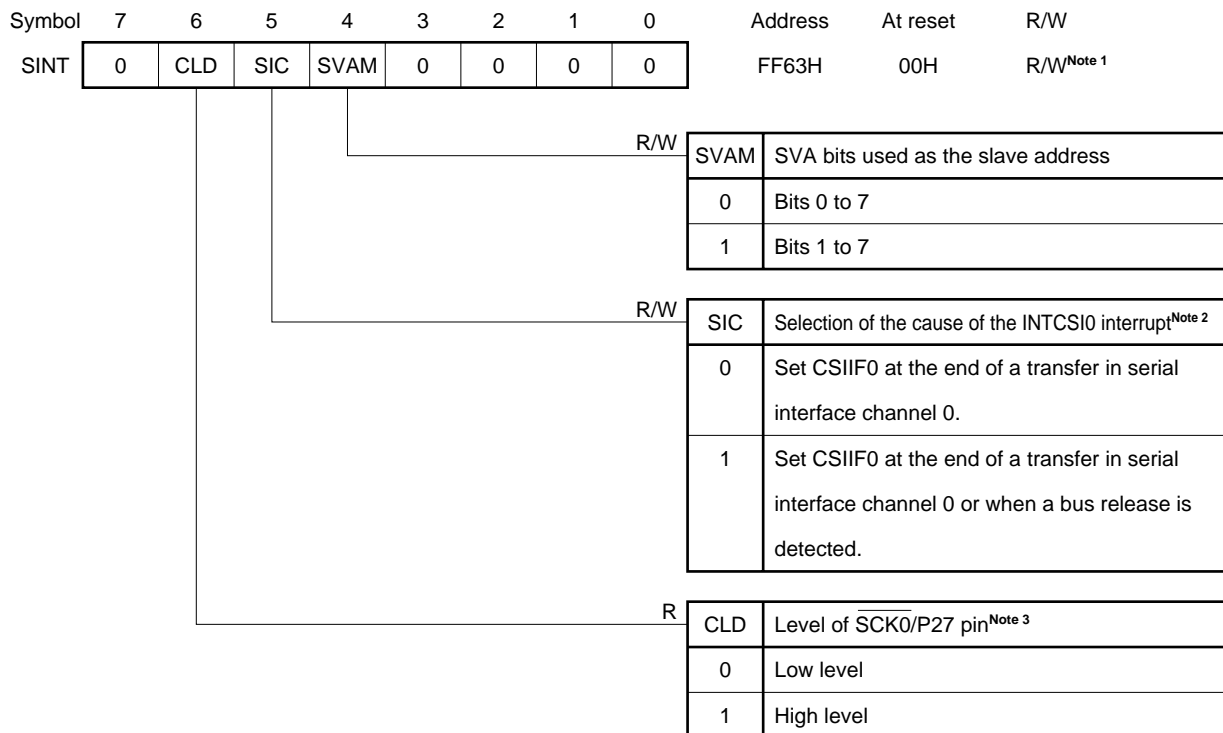 Symbol 7 6 5 4 3 2 1 0 Address At reset R/W
SINT 0 CLD SIC SVAM 0 0 0 0 FF63H 00H R/WNote 1
R/W
SVAM SVA bits used as the slave address
0 Bits 0 to 7
1 Bits 1 to 7
R/W
SIC Selection of the cause of the INTCSI0 interruptNote 2
0 Set CSIIF0 at the end of a transfer in serial
interface channel 0.
1 Set CSIIF0 at the end of a transfer in serial
interface channel 0 or when a bus release is
detected.
R
CLD Level of SCK0/P27 pinNote 3
0 Low level
1 High level